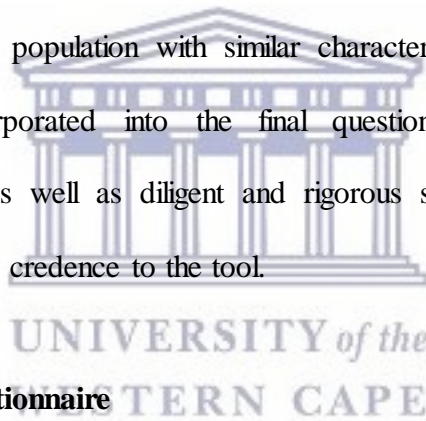 population with similar character
rporated into the final question
s well as diligent and rigorous s
credence to the tool.
UNIVERSITY of the
tionnaire
WESTERN CAPE